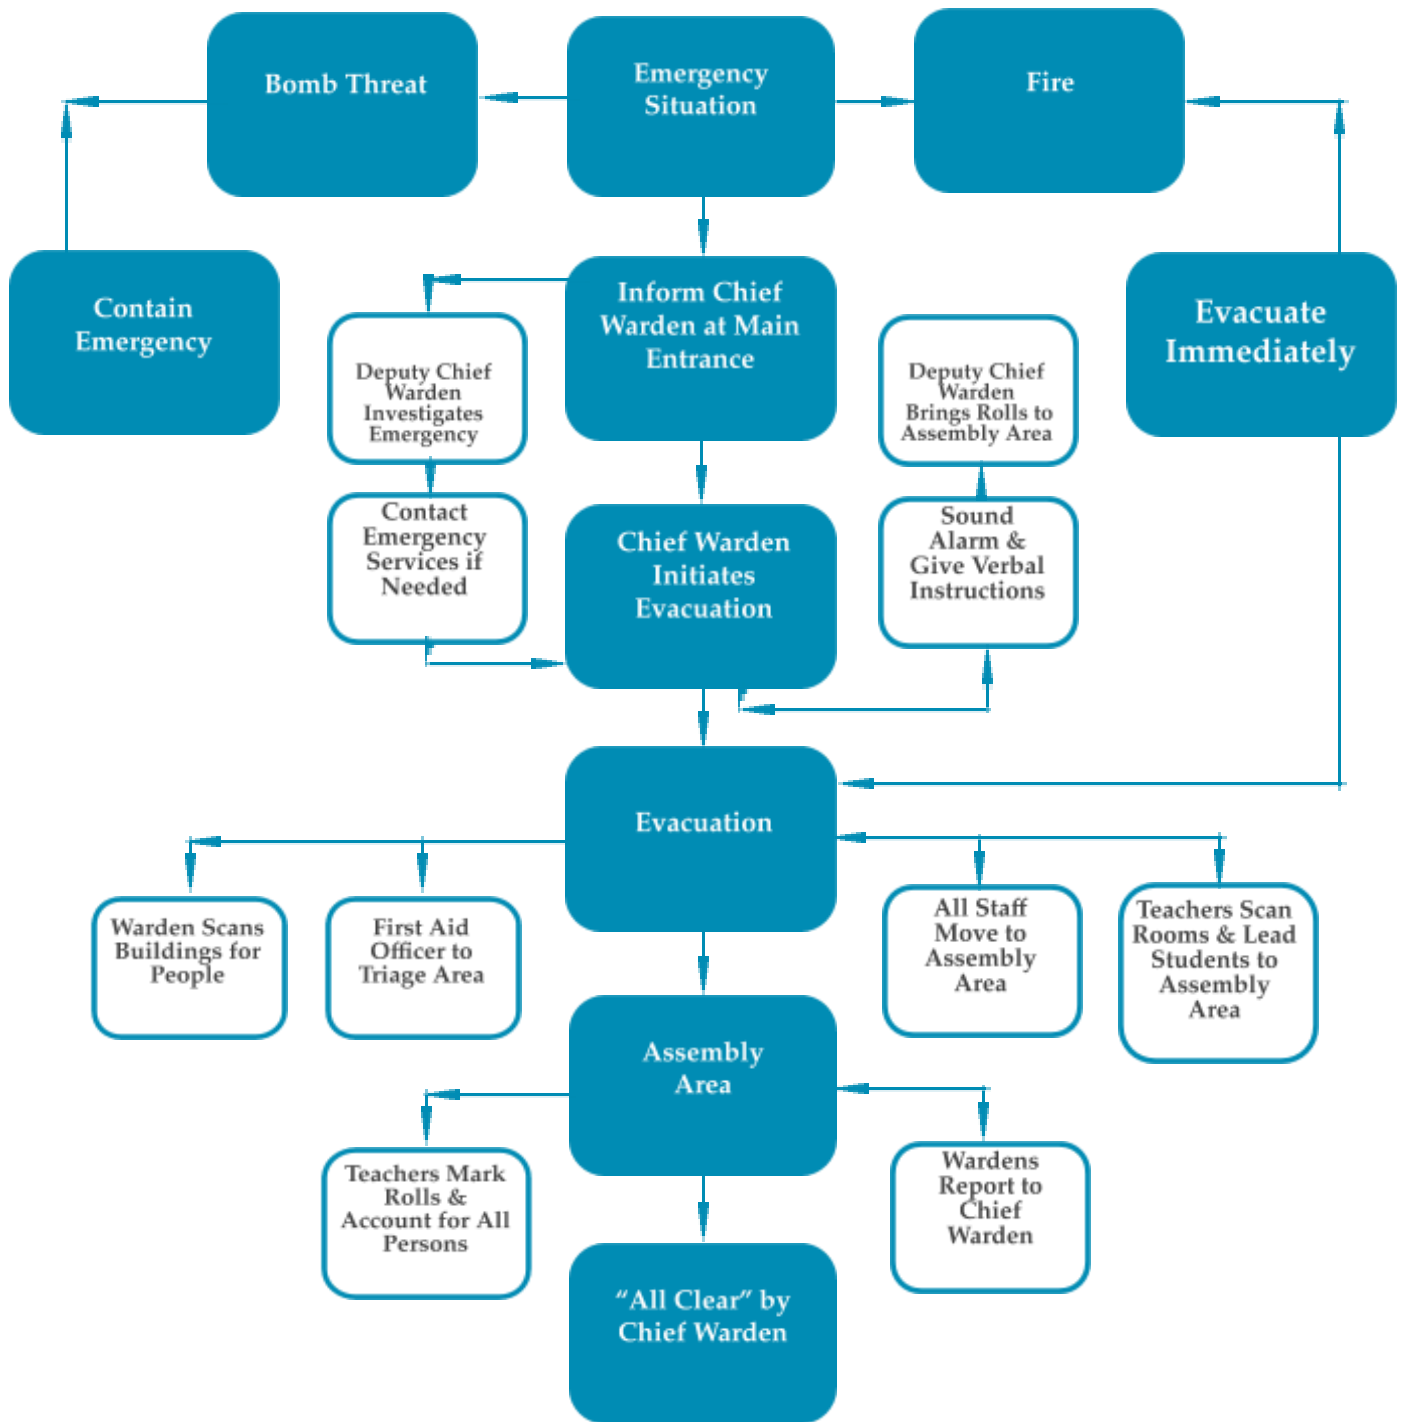 Bomb Threat
Emergency
Situation
Fire
Contain
Emergency
Inform Chief
Warden at Main
Entrance
Evacuate
Immediately
Deputy Chief
Warden
Investigates
Emergency
Deputy Chief
Warden
Brings Rolls to
Assembly Area
Contact
Emergency
Services if
Needed
Chief Warden
Initiates
Evacuation
Sound
Alarm &
Give Verbal
Instructions
Evacuation
Warden Scans
Buildings for
People
First Aid
Officer to
Triage Area
All Staff
Move to
Assembly
Area
Teachers Scan
Rooms & Lead
Students to
Assembly
Area
Assembly
Area
Teachers Mark
Rolls &
Account for All
Persons
Wardens
Report to
Chief
Warden
“All Clear” by
Chief Warden